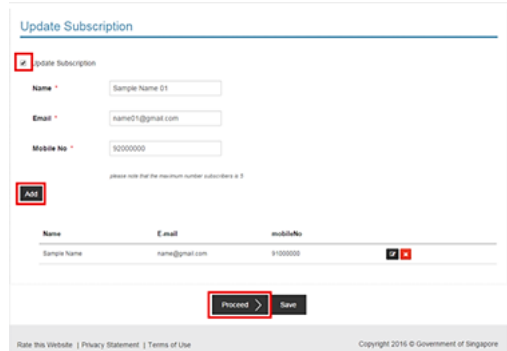 Update Subscription
Update Subscription
Name *
Sample Name 01
Email *
name01@gmail.com
Mobile No *
92000000
please note that the maximum number subscribers is 5
Add
Name E.mail mobileNo
Sample Name name@gmail.com 91000000
Proceed Save
Rate this Website | Privacy Statement | Terms of Use Copyright 2016 © Government of Singapore